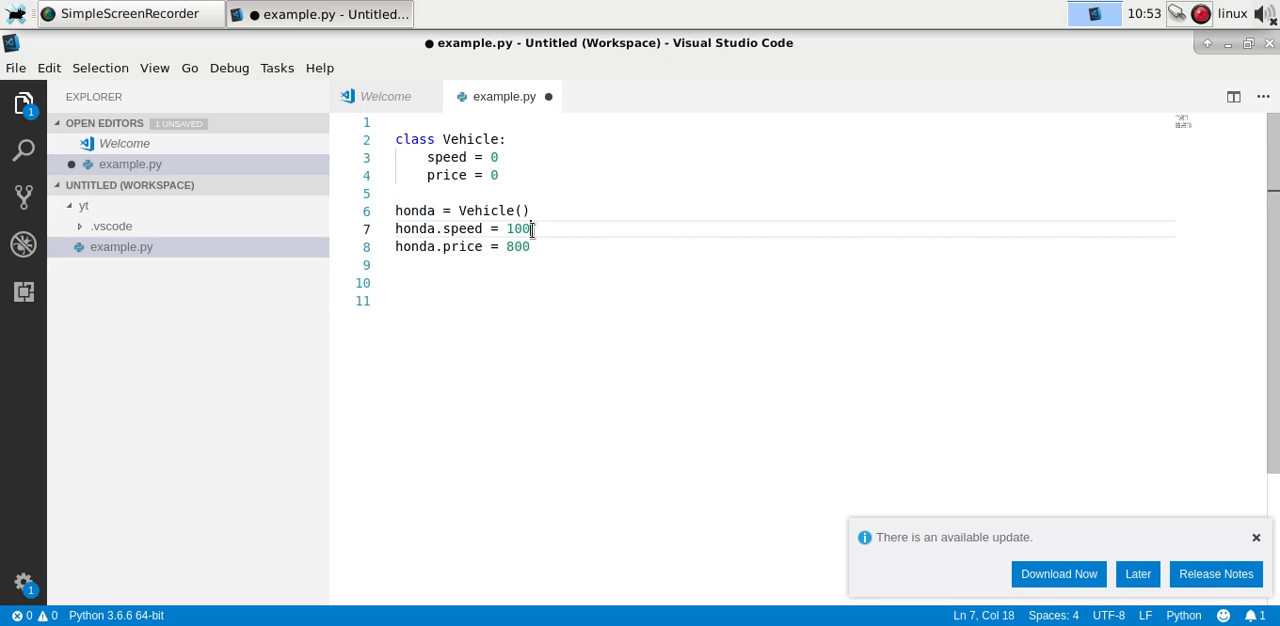 SimpleScreenRecorder
● example.py - Untitled...
10:53
linux
● example.py - Untitled (Workspace) - Visual Studio Code
File Edit Selection View Go Debug Tasks Help
EXPLORER
Welcome
example.py ●
OPEN EDITORS 1 UNSAVED
Welcome
● example.py
UNTITLED (WORKSPACE)
yt
.vscode
example.py
1
2 class Vehicle:
3 speed = 0
4 price = 0
5
6 honda = Vehicle()
7 honda.speed = 100
8 honda.price = 800
9
10
11
1
1
There is an available update.
Download Now Later Release Notes
0 0 Python 3.6.6 64-bit Ln 7, Col 18 Spaces: 4 UTF-8 LF Python 1